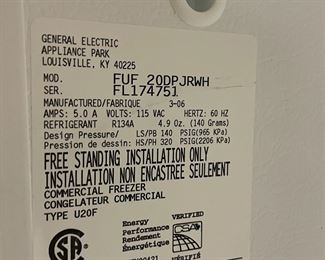 GENERAL ELECTRIC
APPLIANCE PARK
LOUISVILLE, KY 40225
MOD. FUF 20DPJRWH
SER. FL174751
MANUFACTURED/FABRIQUE 3-06
AMPS: 5.0 A VOLTS: 115 VAC HERTZ: 60 HZ
REFRIGERANT R134A 4.9 Oz. (140 Grams)
Design Pressure/ LS/PB 140 PSIG(965 KPa)
Pression de dessin: HS/PH 320 PSIG(2206 KPa)
FREE STANDING INSTALLATION ONLY
INSTALLATION NON ENCASTREE SEULEMENT
COMMERCIAL FREEZER
CONGELATEUR COMMERCIAL
TYPE U20F
Energy VERIFIED
Performance
Rendement
Énergétique